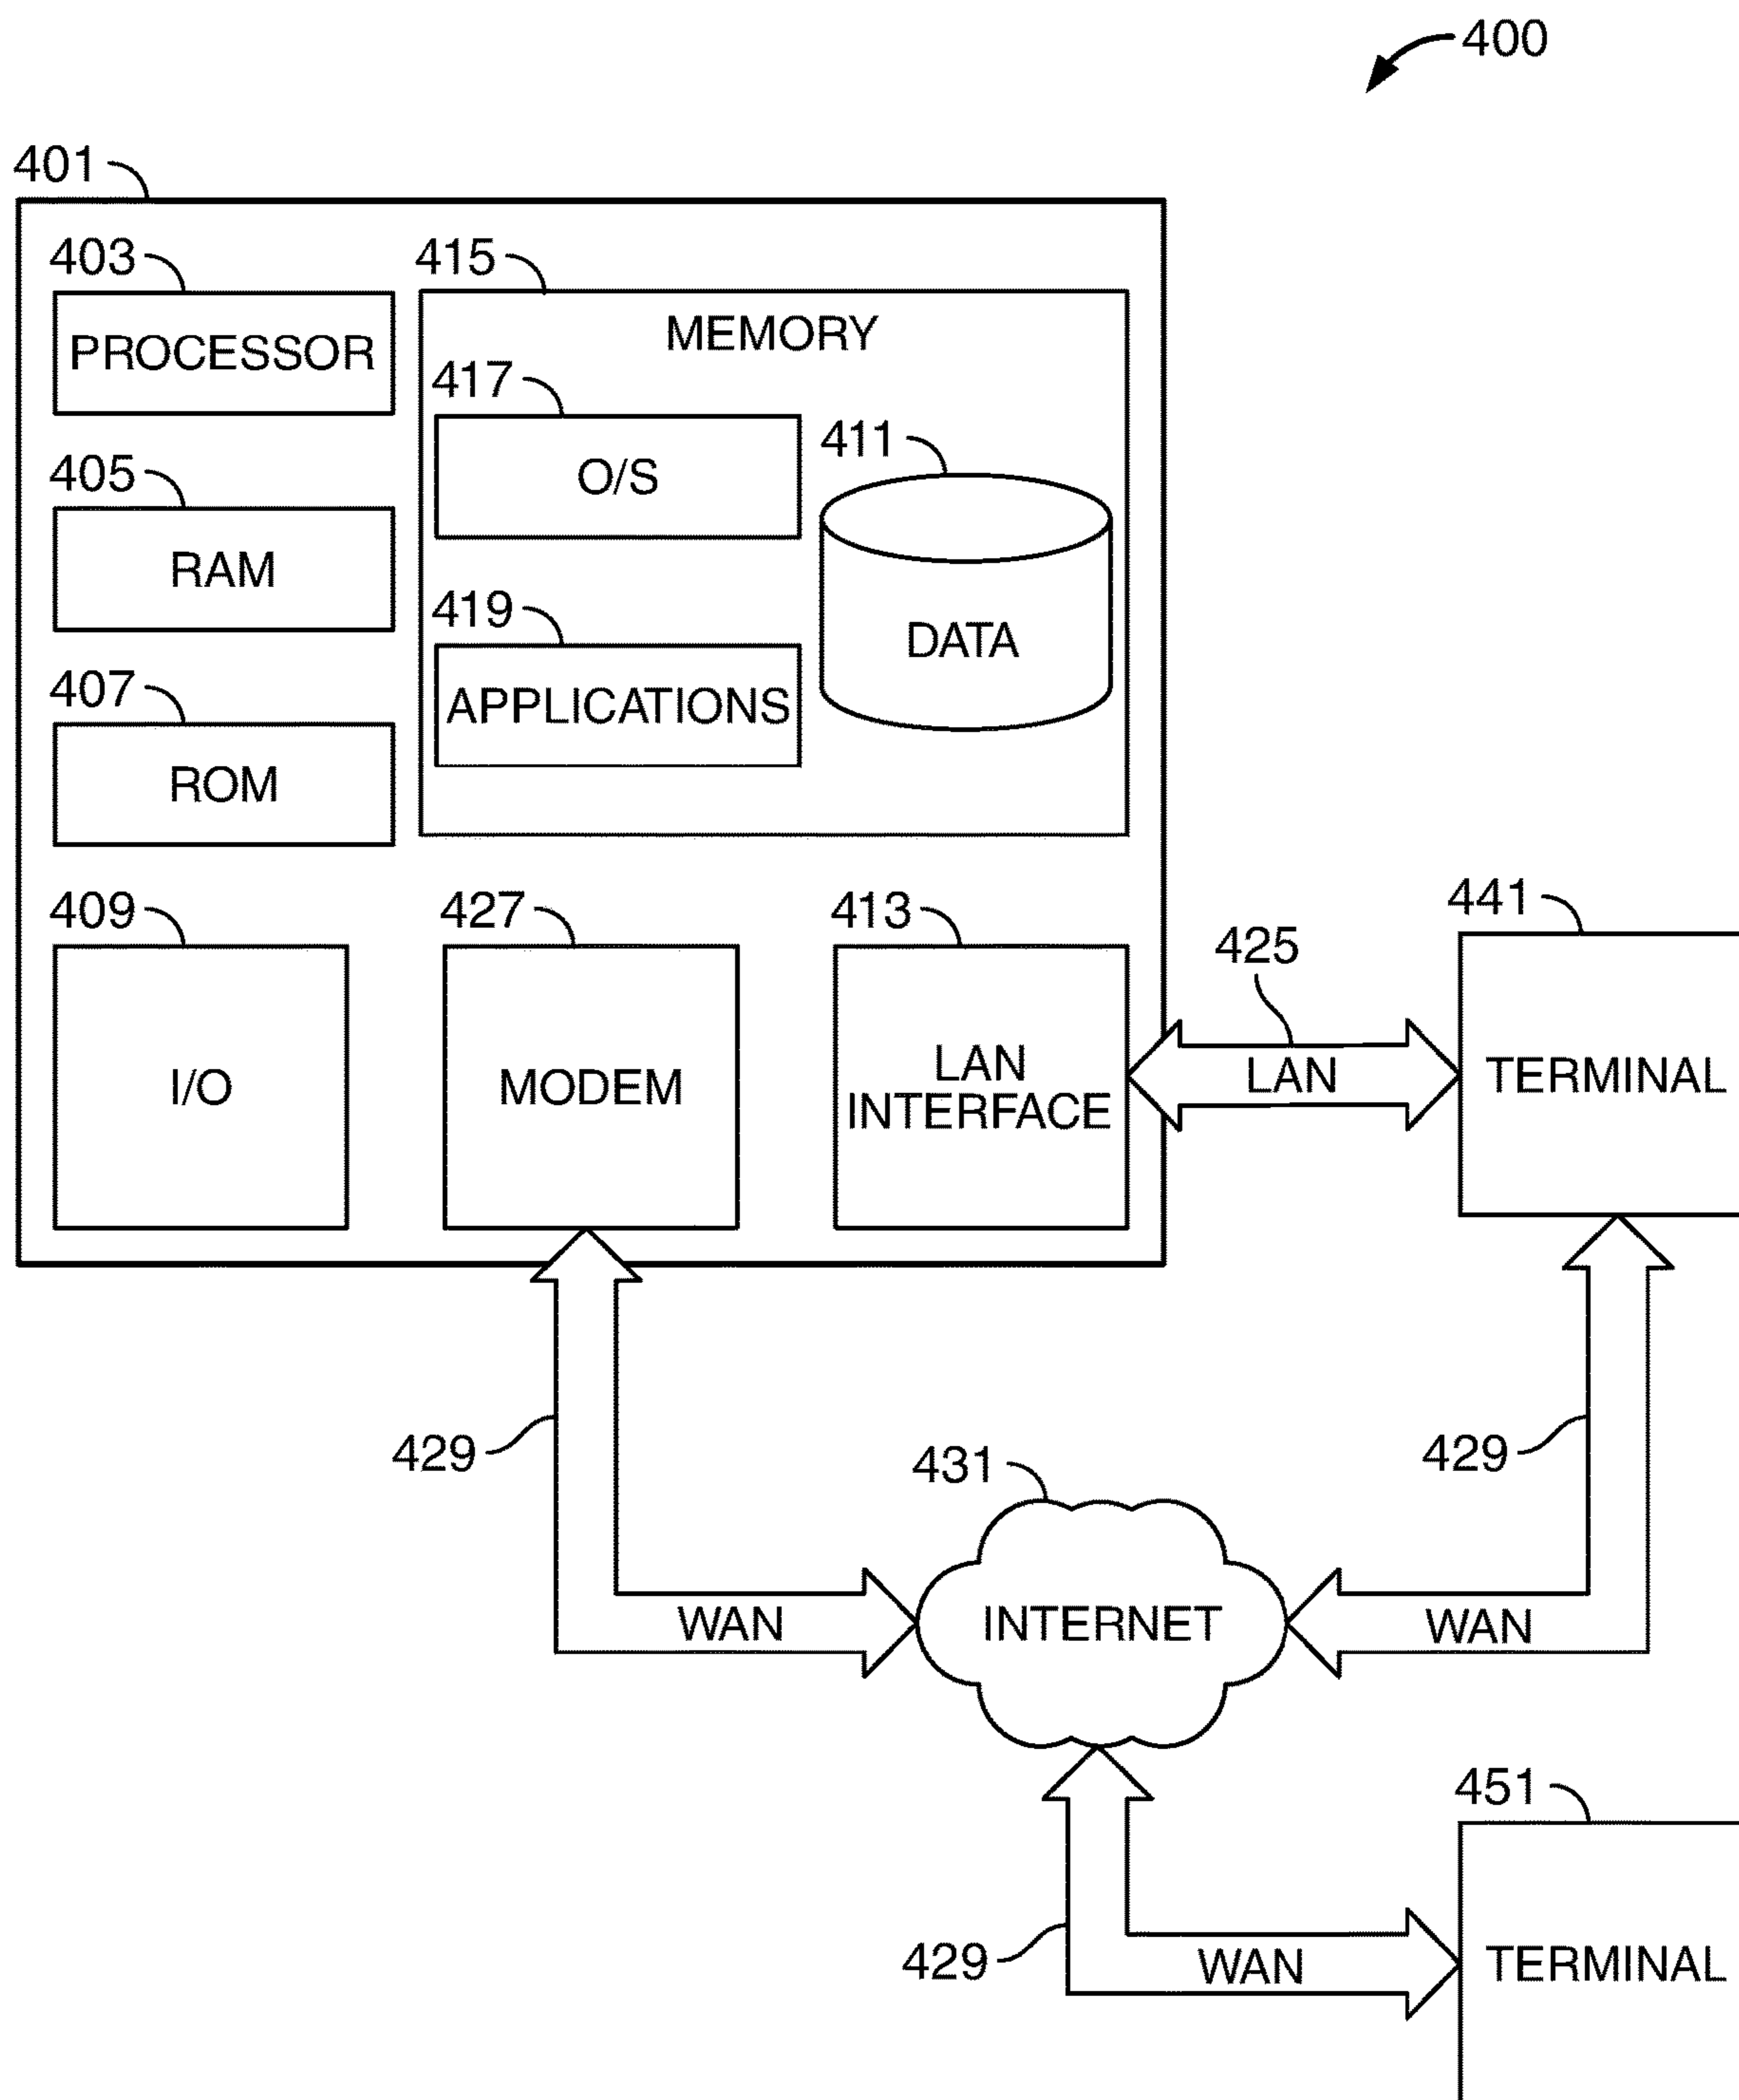 400
401
403
PROCESSOR
405
RAM
407
ROM
415
MEMORY
417
O/S
411
DATA
419
APPLICATIONS
409
I/O
427
MODEM
413
LAN
INTERFACE
425
LAN
441
TERMINAL
429
WAN
431
INTERNET
429
WAN
429
WAN
451
TERMINAL